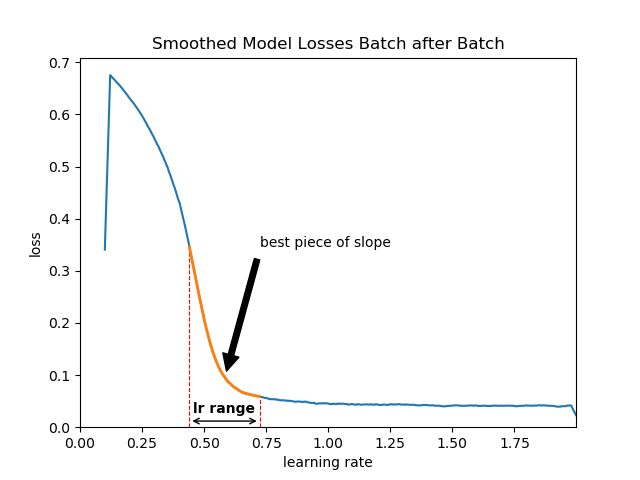 Smoothed Model Losses Batch after Batch
0.7
0.6
0.5
0.4
0.3
0.2
0.1
0.0
loss
best piece of slope
lr range
0.00 0.25 0.50 0.75 1.00 1.25 1.50 1.75
learning rate